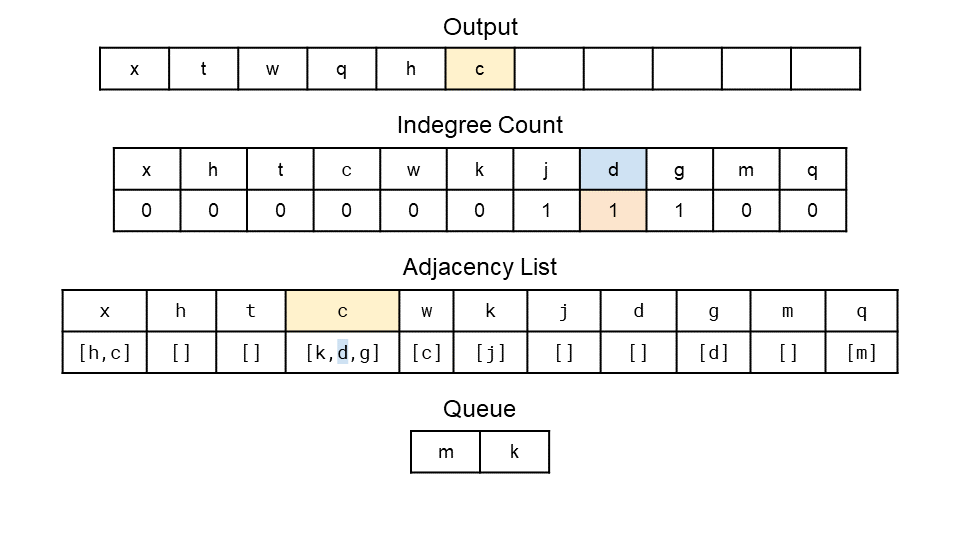 Output
x t w q h c
Indegree Count
x h t c w k j d g m q
0 0 0 0 0 0 1 1 1 0 0
Adjacency List
x h t c w k j d g m q
[h,c] [] [] [k,d,g] [c] [j] [] [] [d] [] [m]
Queue
m k